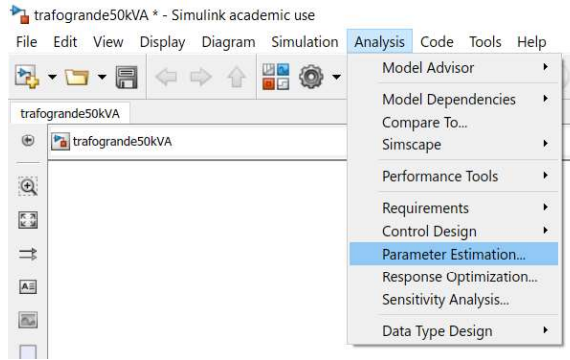 trafogrande50kVA * - Simulink academic use
File Edit View Display Diagram Simulation Analysis Code Tools Help
Model Advisor
Model Dependencies
Compare To...
Simscape
Performance Tools
Requirements
Control Design
Parameter Estimation...
Response Optimization...
Sensitivity Analysis...
Data Type Design
trafogrande50kVA
trafogrande50kVA
A